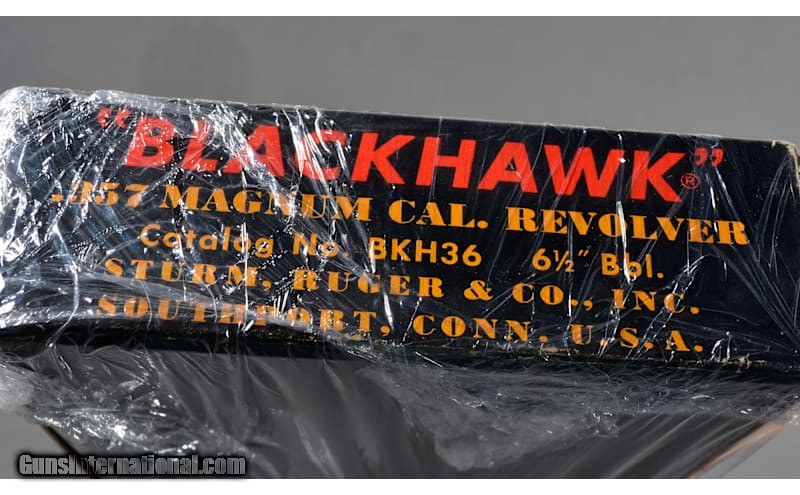 "BLACKHAWK"®
.357 MAGNUM CAL. REVOLVER
Catalog No. BKH36 6½" Bbl.
STURM, RUGER & CO., INC.
SOUTHPORT, CONN. U.S.A.
GunsInternational.com